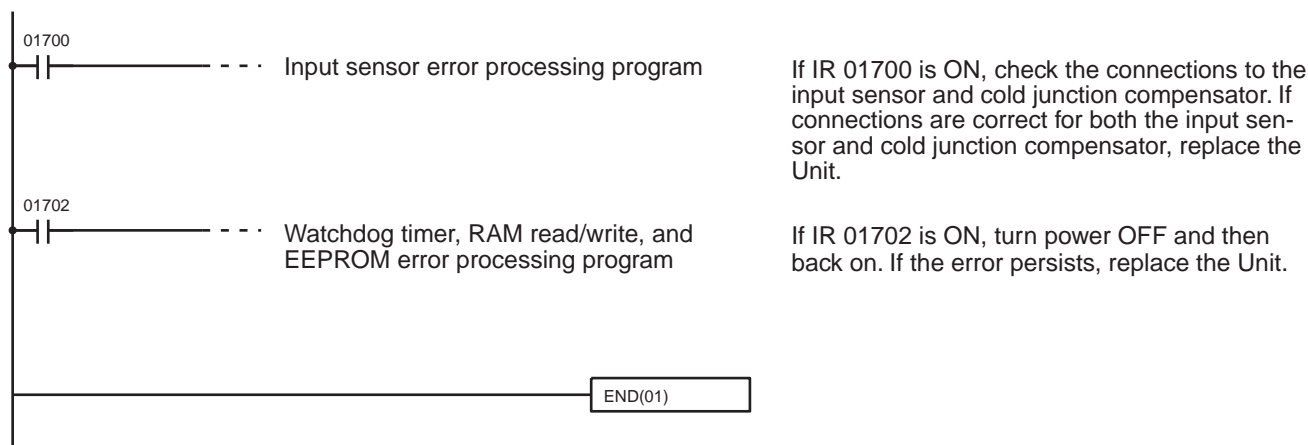 01700
Input sensor error processing program
If IR 01700 is ON, check the connections to the
input sensor and cold junction compensator. If
connections are correct for both the input sen-
sor and cold junction compensator, replace the
Unit.
01702
Watchdog timer, RAM read/write, and
EEPROM error processing program
If IR 01702 is ON, turn power OFF and then
back on. If the error persists, replace the Unit.
END(01)